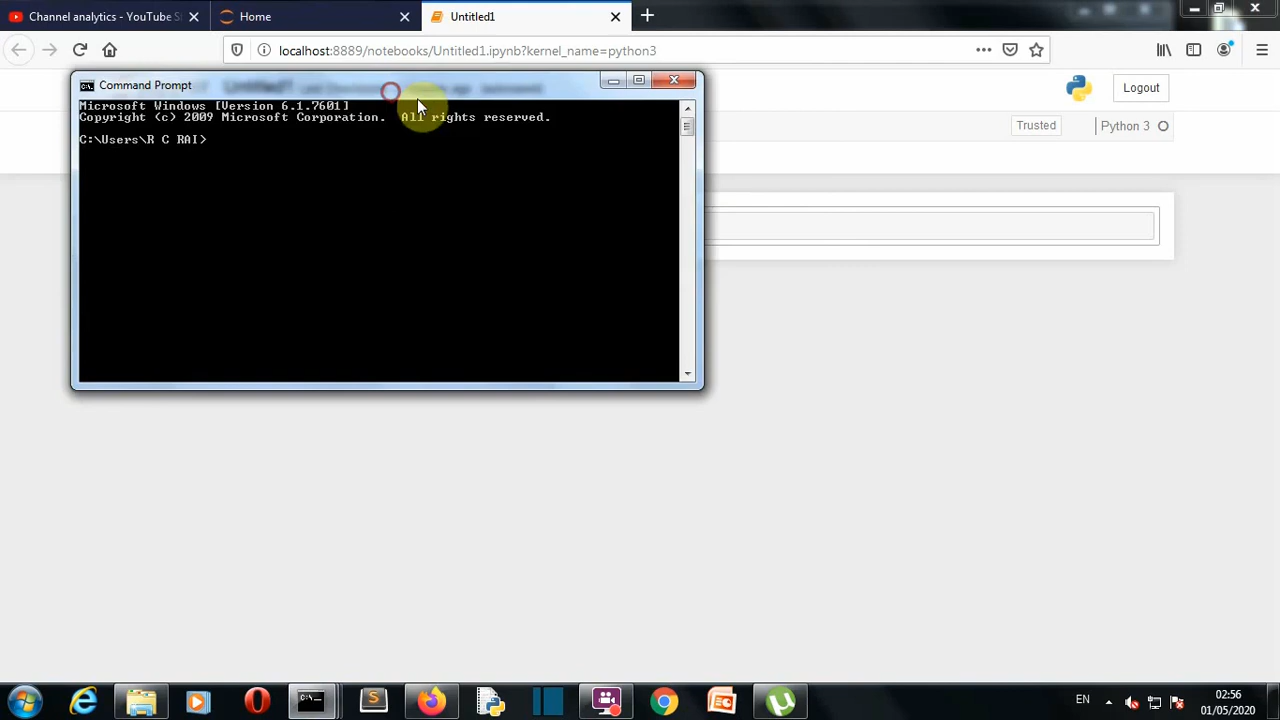 Channel analytics - YouTube S
Home
Untitled1
localhost:8889/notebooks/Untitled1.ipynb?kernel_name=python3
Command Prompt
Logout
Microsoft Windows [Version 6.1.7601]
Copyright (c) 2009 Microsoft Corporation. All rights reserved.
Trusted
Python 3
C:\Users\R C RAI>
EN
02:56
01/05/2020